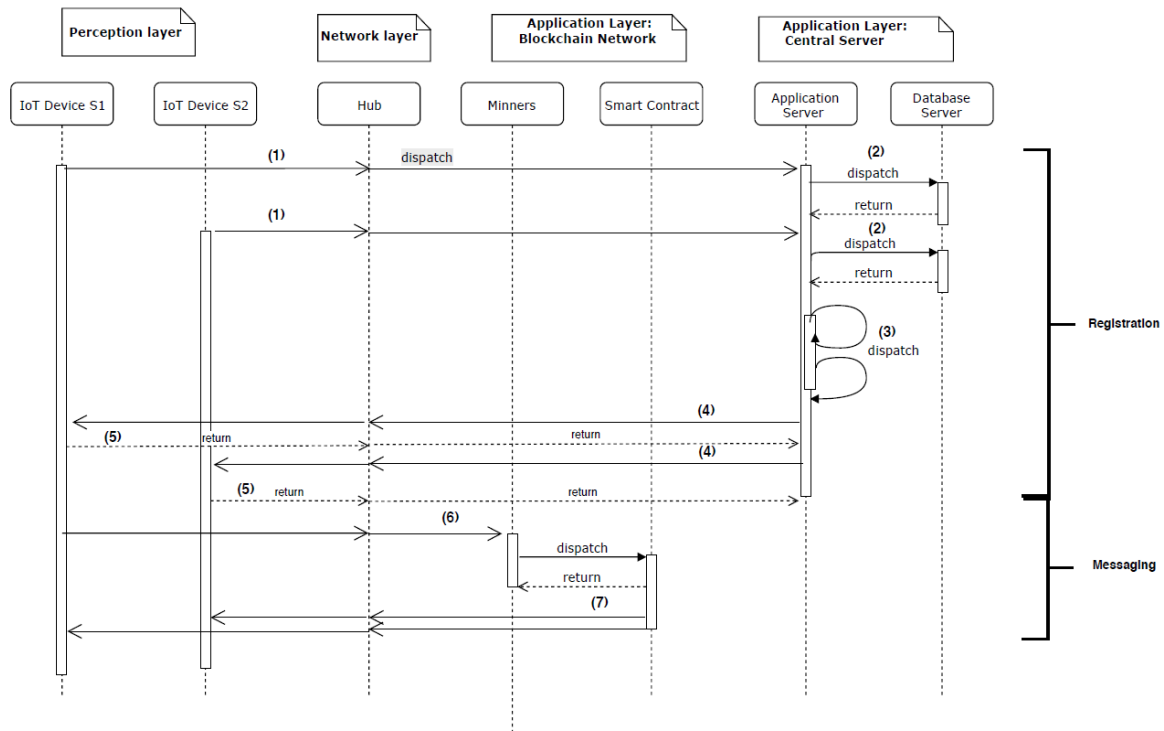 Perception layer
Network layer
Application Layer:
Blockchain Network
Application Layer:
Central Server
IoT Device S1
IoT Device S2
Hub
Minners
Smart Contract
Application
Server
Database
Server
(1)
dispatch
(2)
dispatch
return
(1)
(2)
dispatch
return
(3)
dispatch
Registration
(4)
(5)
return
return
(4)
(5)
return
return
(6)
dispatch
return
Messaging
(7)